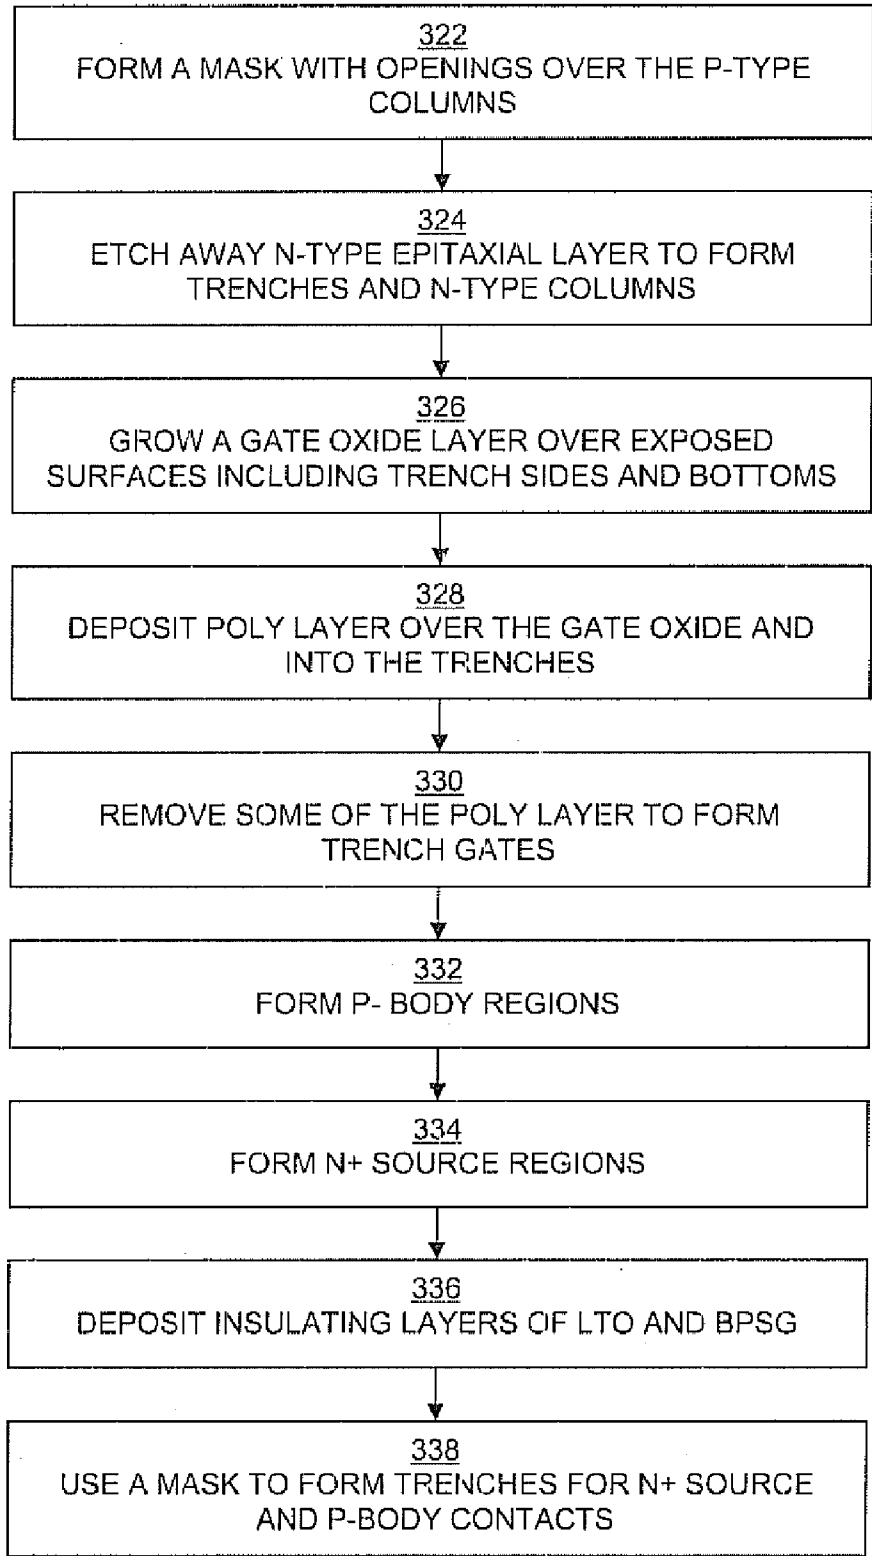 322
FORM A MASK WITH OPENINGS OVER THE P-TYPE
COLUMNS
324
ETCH AWAY N-TYPE EPITAXIAL LAYER TO FORM
TRENCHES AND N-TYPE COLUMNS
326
GROW A GATE OXIDE LAYER OVER EXPOSED
SURFACES INCLUDING TRENCH SIDES AND BOTTOMS
328
DEPOSIT POLY LAYER OVER THE GATE OXIDE AND
INTO THE TRENCHES
330
REMOVE SOME OF THE POLY LAYER TO FORM
TRENCH GATES
332
FORM P- BODY REGIONS
334
FORM N+ SOURCE REGIONS
336
DEPOSIT INSULATING LAYERS OF LTO AND BPSG
338
USE A MASK TO FORM TRENCHES FOR N+ SOURCE
AND P-BODY CONTACTS